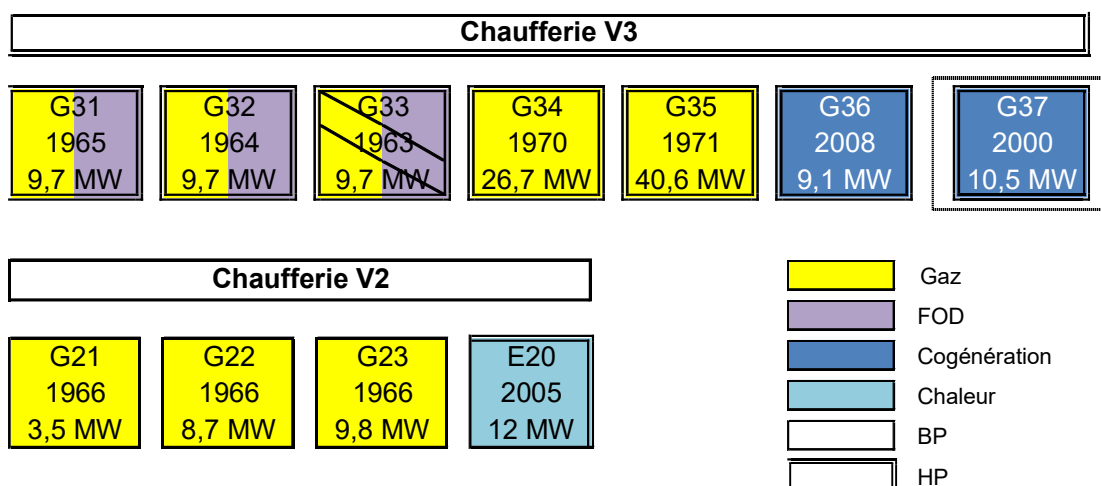 Chaufferie V3
G31
1965
9,7 MW
G32
1964
9,7 MW
G33
1963
9,7 MW
G34
1970
26,7 MW
G35
1971
40,6 MW
G36
2008
9,1 MW
G37
2000
10,5 MW
Chaufferie V2
G21
1966
3,5 MW
G22
1966
8,7 MW
G23
1966
9,8 MW
E20
2005
12 MW
Gaz
FOD
Cogénération
Chaleur
BP
HP